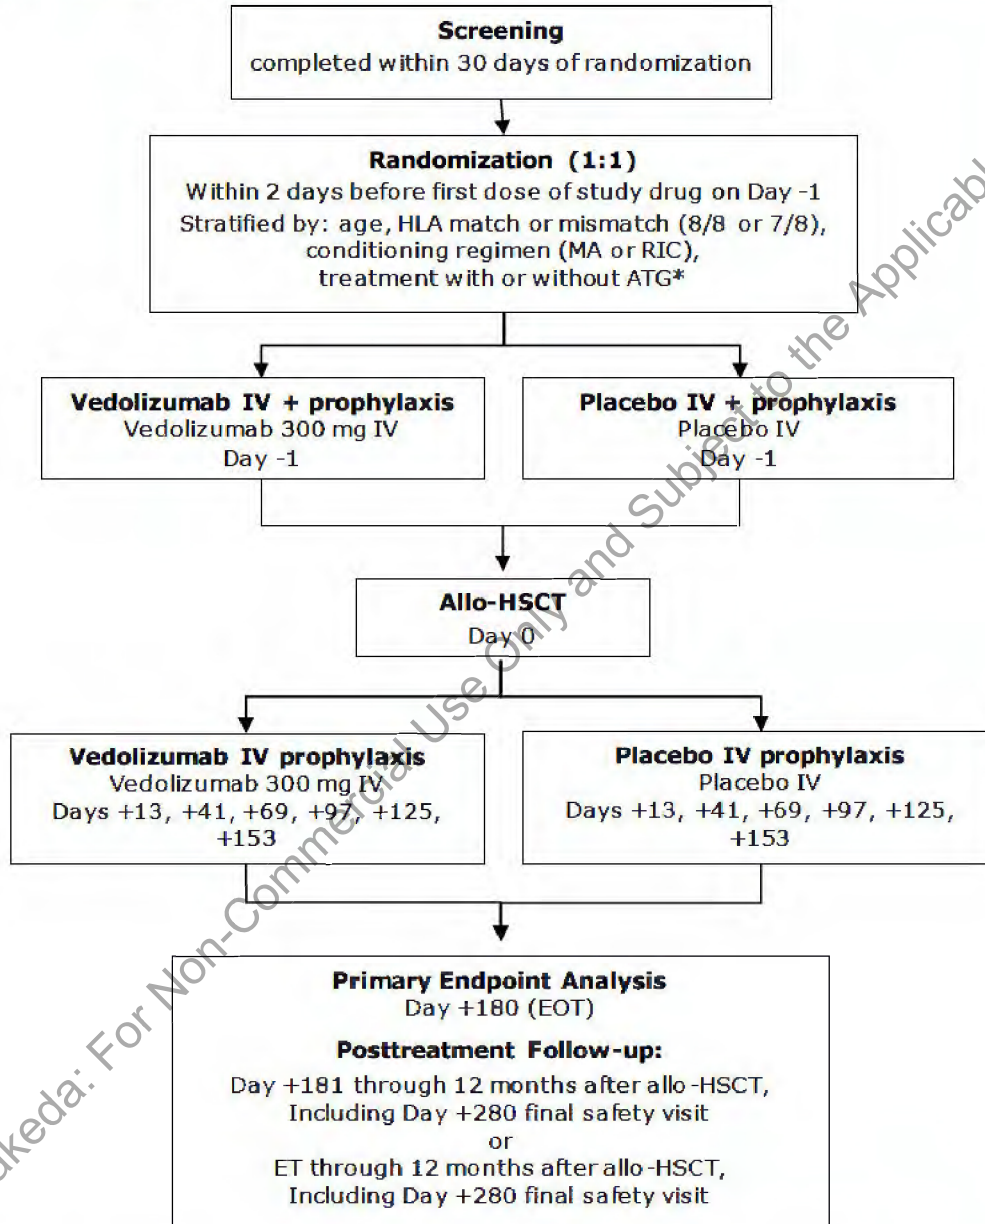 Screening
completed within 30 days of randomization
Randomization (1:1)
Within 2 days before first dose of study drug on Day -1
Stratified by: age, HLA match or mismatch (8/8 or 7/8),
conditioning regimen (MA or RIC),
treatment with or without ATG*
Vedolizumab IV + prophylaxis
Vedolizumab 300 mg IV
Day -1
Placebo IV + prophylaxis
Placebo IV
Day -1
Allo-HSCT
Day 0
Vedolizumab IV prophylaxis
Vedolizumab 300 mg IV
Days +13, +41, +69, +97, +125,
+153
Placebo IV prophylaxis
Placebo IV
Days +13, +41, +69, +97, +125,
+153
Primary Endpoint Analysis
Day +180 (EOT)
Posttreatment Follow-up:
Day +181 through 12 months after allo-HSCT,
Including Day +280 final safety visit
or
ET through 12 months after allo-HSCT,
Including Day +280 final safety visit
For Non-Commercial Use Only and Subject to the